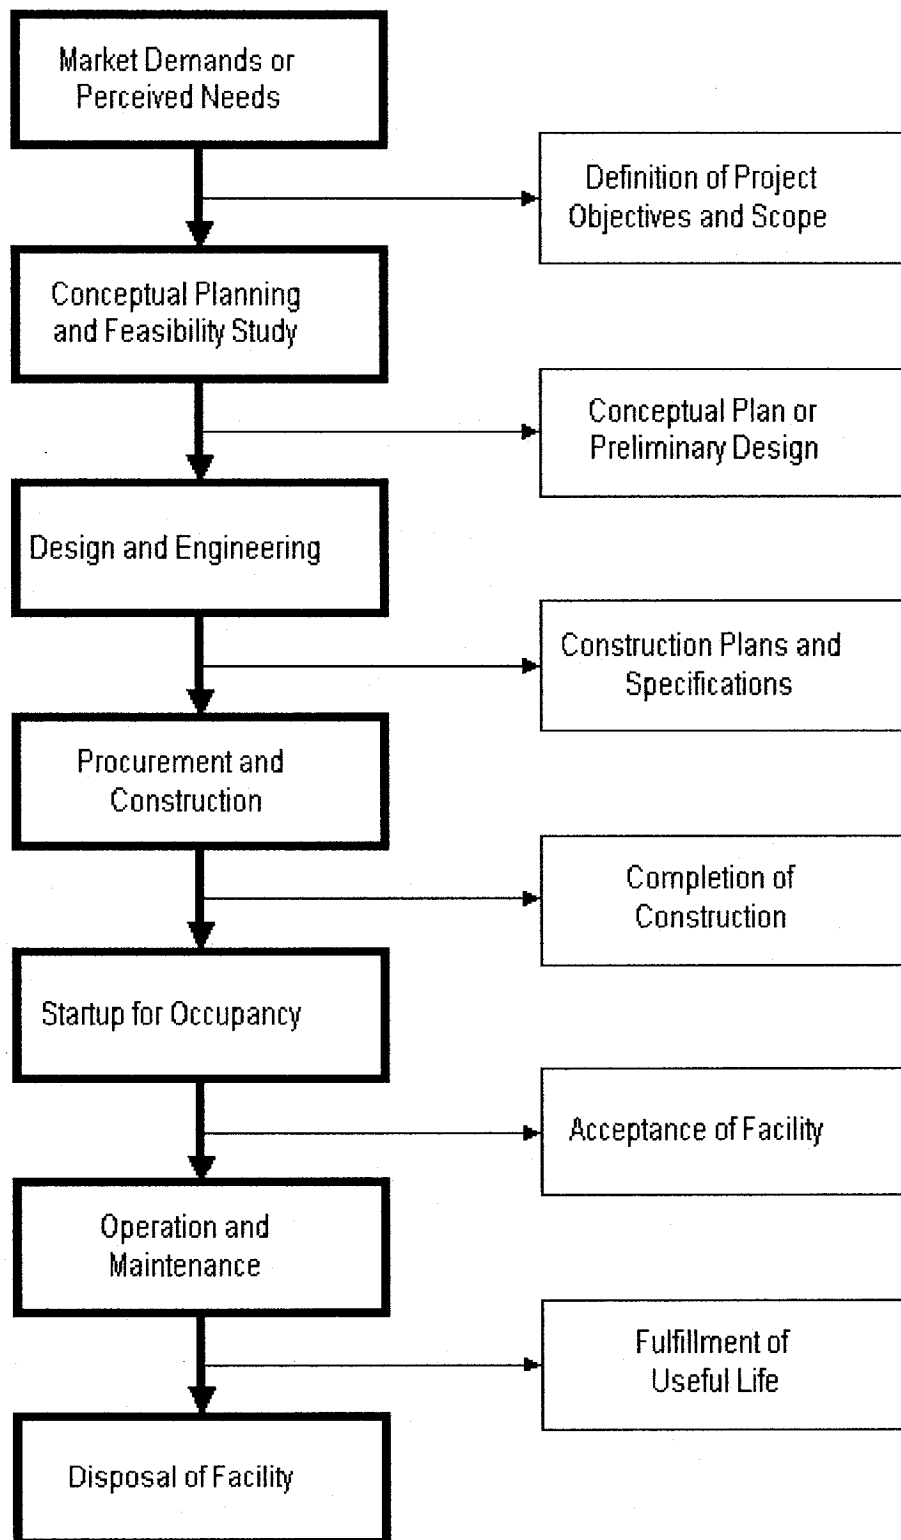 Market Demands or
Perceived Needs
Definition of Project
Objectives and Scope
Conceptual Planning
and Feasibility Study
Conceptual Plan or
Preliminary Design
Design and Engineering
Construction Plans and
Specifications
Procurement and
Construction
Completion of
Construction
Startup for Occupancy
Acceptance of Facility
Operation and
Maintenance
Fulfillment of
Useful Life
Disposal of Facility